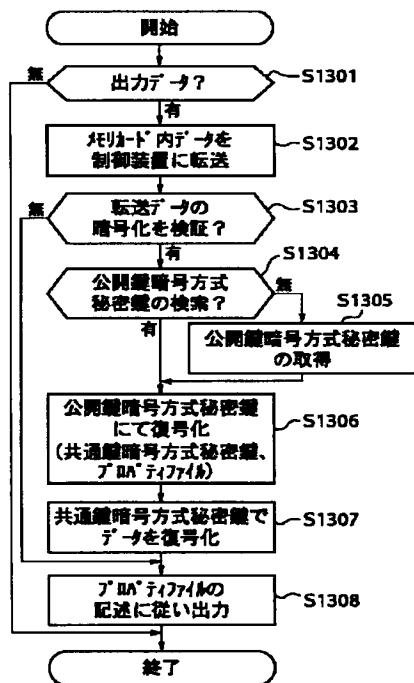 開始
無
出力データ?
S1301
有
メモリカード内データを
制御装置に転送
S1302
無
転送データの
暗号化を検証?
S1303
有
S1304
公開鍵暗号方式
秘密鍵の検索?
無
S1305
有
公開鍵暗号方式秘密鍵
の取得
公開鍵暗号方式秘密鍵
にて復号化
(共通鍵暗号方式秘密鍵、
プロパティファイル)
S1306
共通鍵暗号方式秘密鍵で
データを復号化
S1307
プロパティファイルの
記述に従い出力
S1308
終了